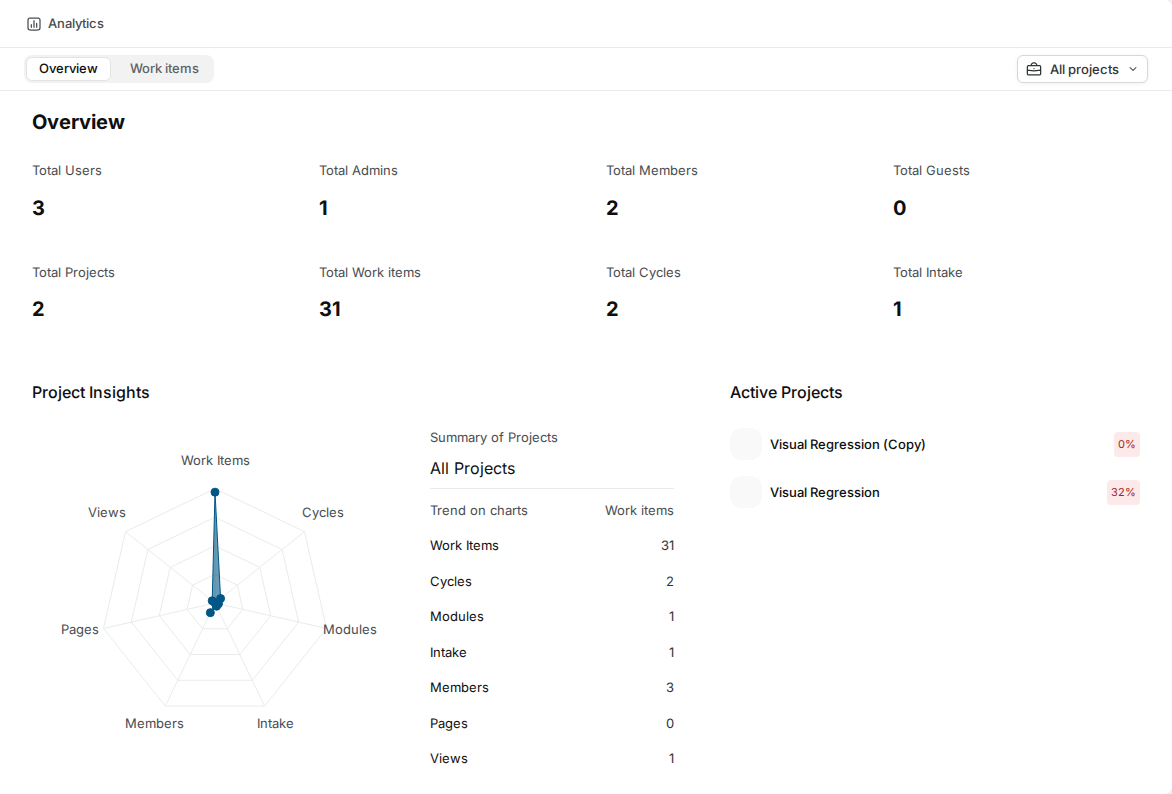 Analytics
Overview Work items All projects
Overview
Total Users Total Admins Total Members Total Guests
3 1 2 0
Total Projects Total Work items Total Cycles Total Intake
2 31 2 1
Project Insights Active Projects
Work Items
Cycles
Modules
Intake
Members
Pages
Views
Summary of Projects
All Projects
Trend on charts Work items
Work Items 31
Cycles 2
Modules 1
Intake 1
Members 3
Pages 0
Views 1
Visual Regression (Copy) 0%
Visual Regression 32%